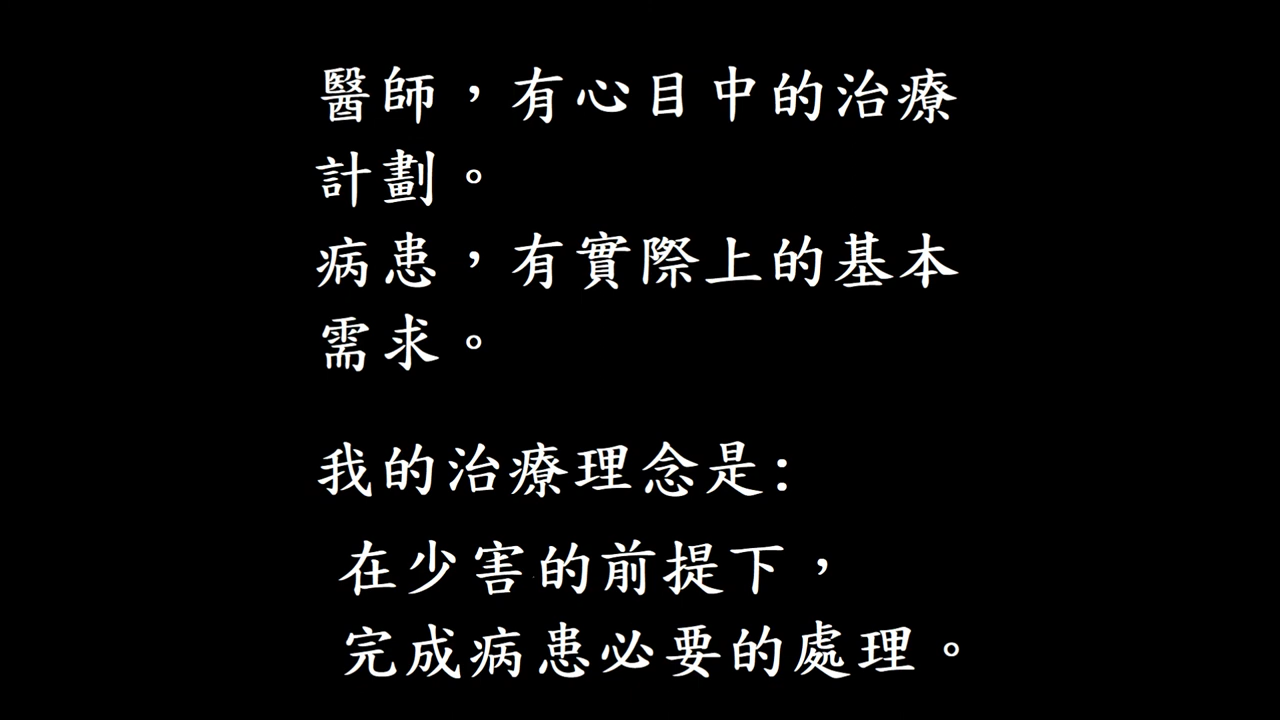 醫師，有心目中的治療
計劃。
病患，有實際上的基本
需求。
我的治療理念是:
在少害的前提下，
完成病患必要的處理。